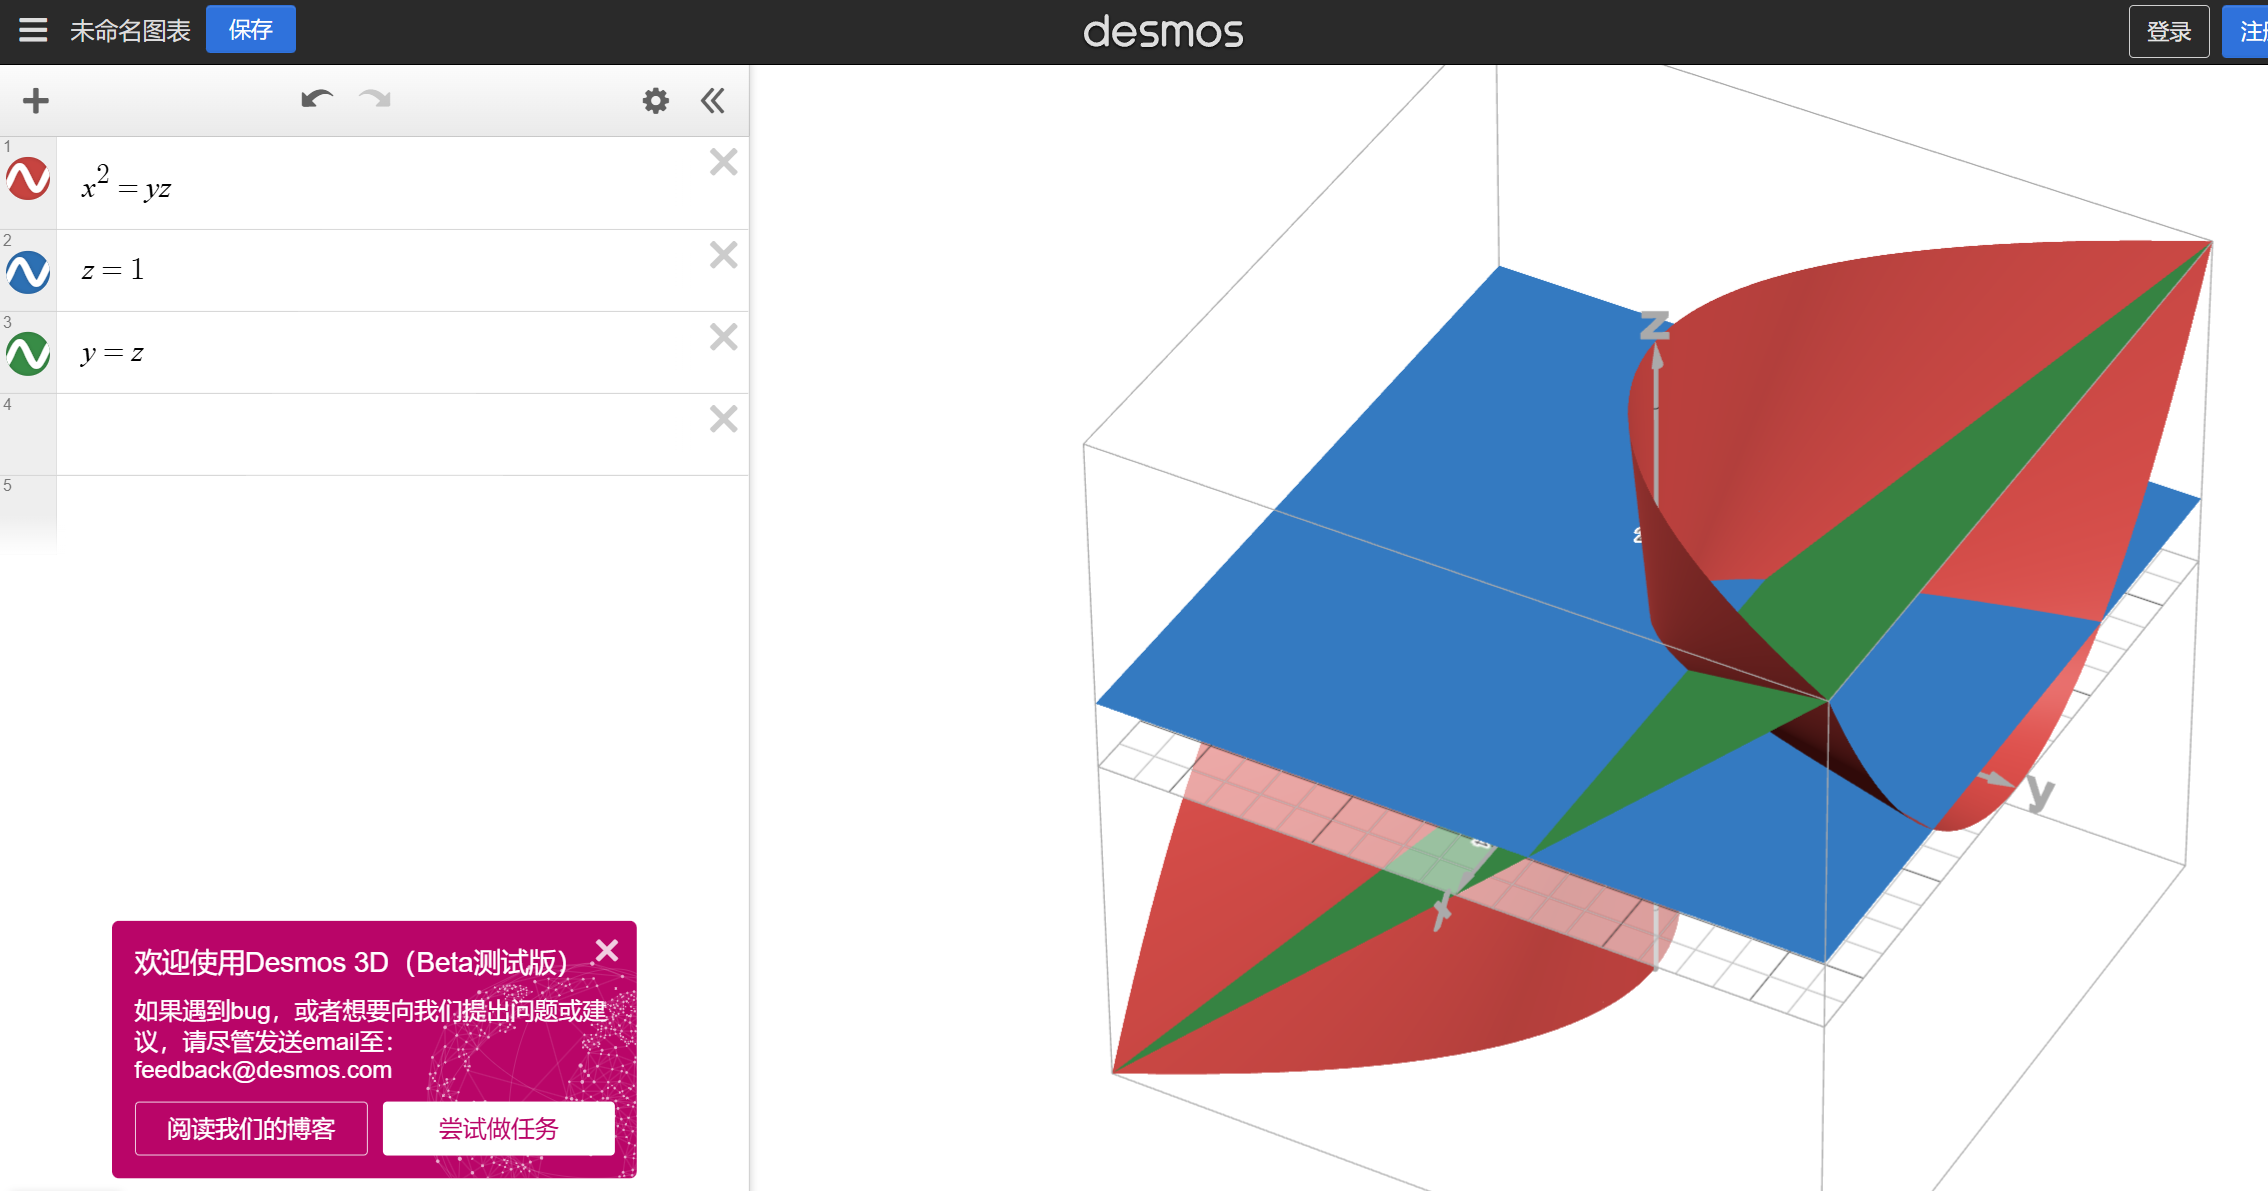 未命名图表 保存 desmos 登录
1
x² = yz
2
z = 1
3
y = z
4
5
z
y
欢迎使用Desmos 3D（Beta测试版）
如果遇到bug，或者想要向我们提出问题或建
议，请尽管发送email至：
feedback@desmos.com
阅读我们的博客 尝试做任务